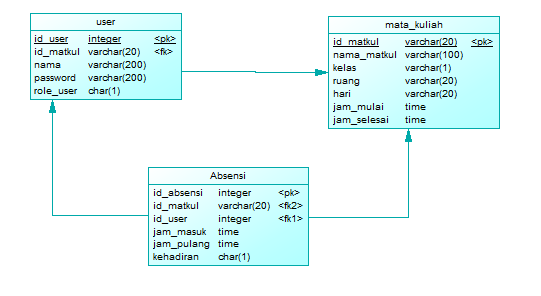 user
id_user integer <pk>
id_matkul varchar(20) <fk>
nama varchar(200)
password varchar(200)
role_user char(1)
mata_kuliah
id_matkul varchar(20) <pk>
nama_matkul varchar(100)
kelas varchar(1)
ruang varchar(20)
hari varchar(20)
jam_mulai time
jam_selesai time
Absensi
id_absensi integer <pk>
id_matkul varchar(20) <fk2>
id_user integer <fk1>
jam_masuk time
jam_pulang time
kehadiran char(1)